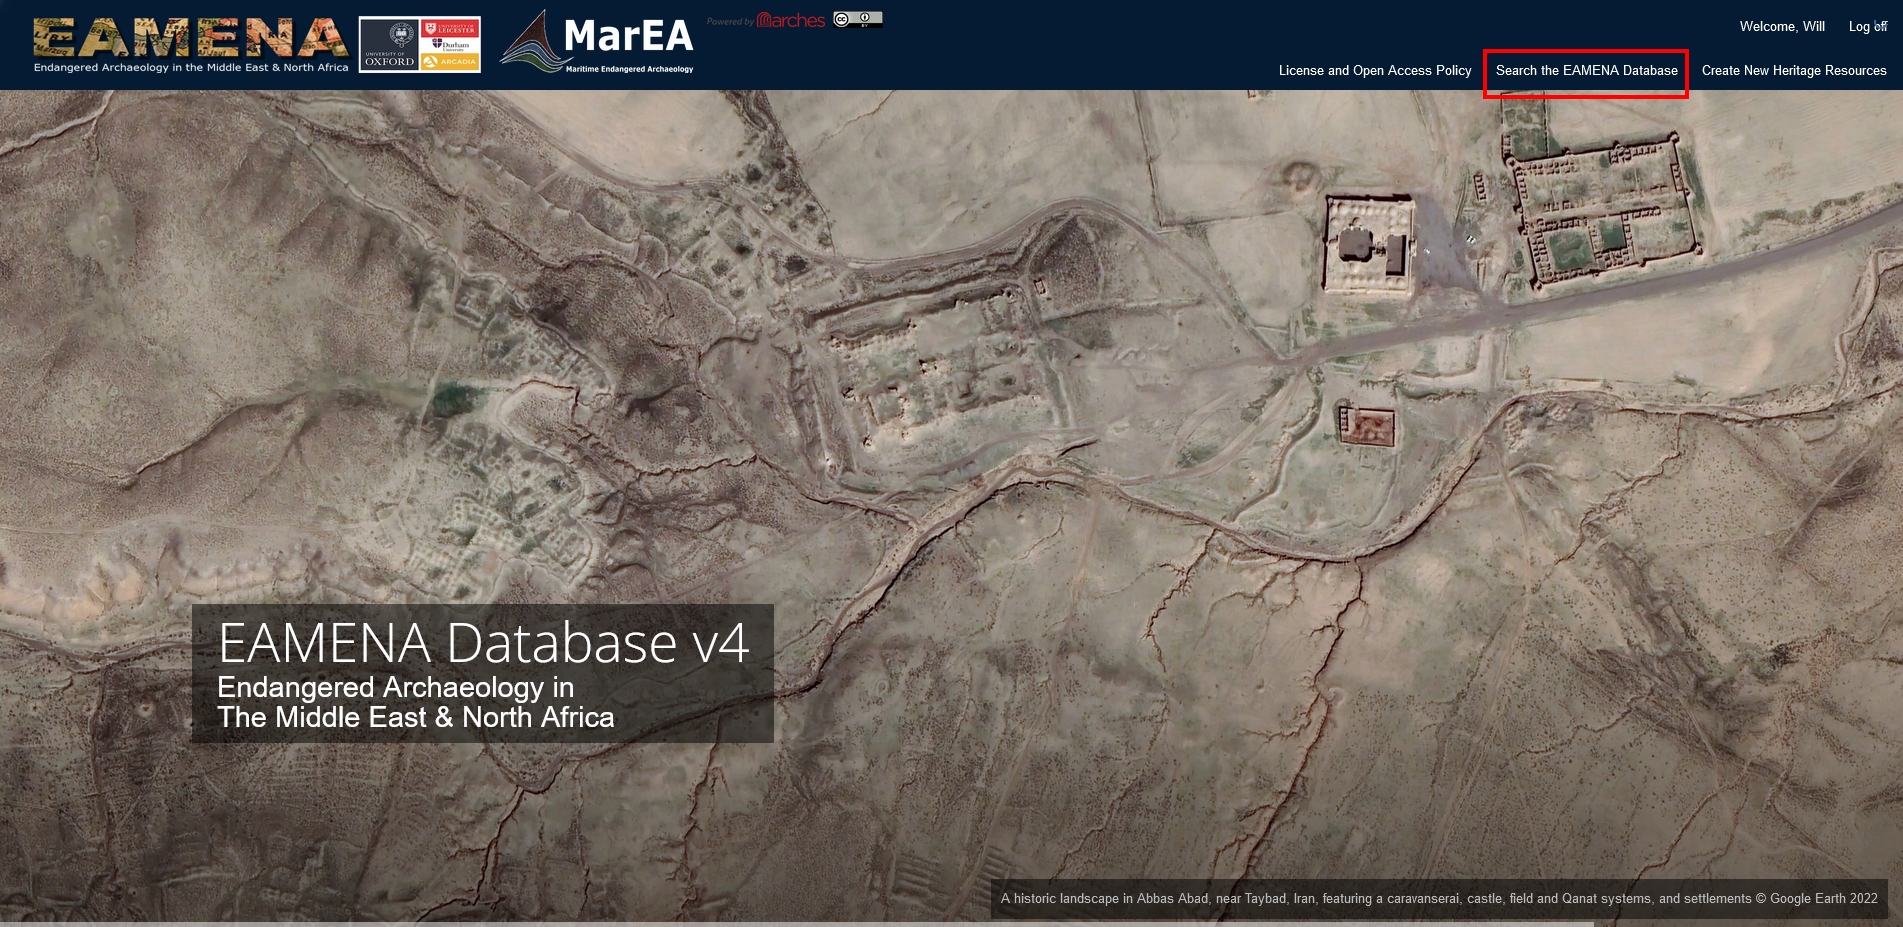 EAMENA
Endangered Archaeology in the Middle East & North Africa
UNIVERSITY OF
OXFORD
UNIVERSITY OF
LEICESTER
Durham
University
ARCADIA
MarEA
Maritime Endangered Archaeology
Powered by arches
cc
BY
Welcome, Will
Log off
License and Open Access Policy
Search the EAMENA Database
Create New Heritage Resources
EAMENA Database v4
Endangered Archaeology in
The Middle East & North Africa
A historic landscape in Abbas Abad, near Taybad, Iran, featuring a caravanserai, castle, field and Qanat systems, and settlements © Google Earth 2022